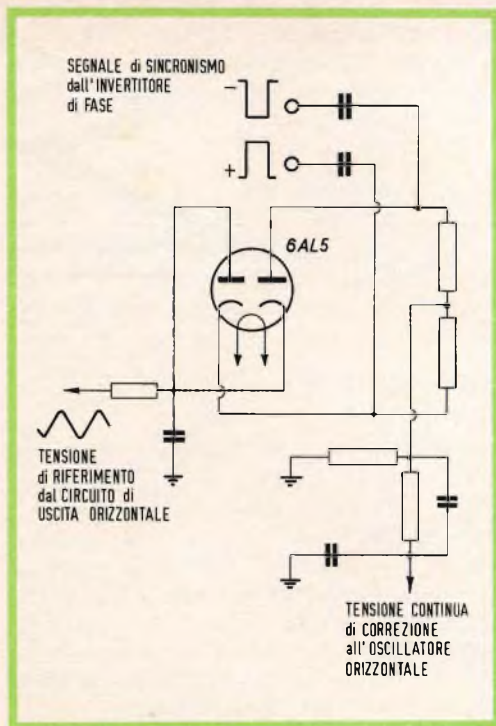 SEGNALE di SINCRONISMO
dall'INVERTITORE
di FASE
−
+
6AL5
TENSIONE
di RIFERIMENTO
dal CIRCUITO di
USCITA ORIZZONTALE
TENSIONE CONTINUA
di CORREZIONE
all'OSCILLATORE
ORIZZONTALE